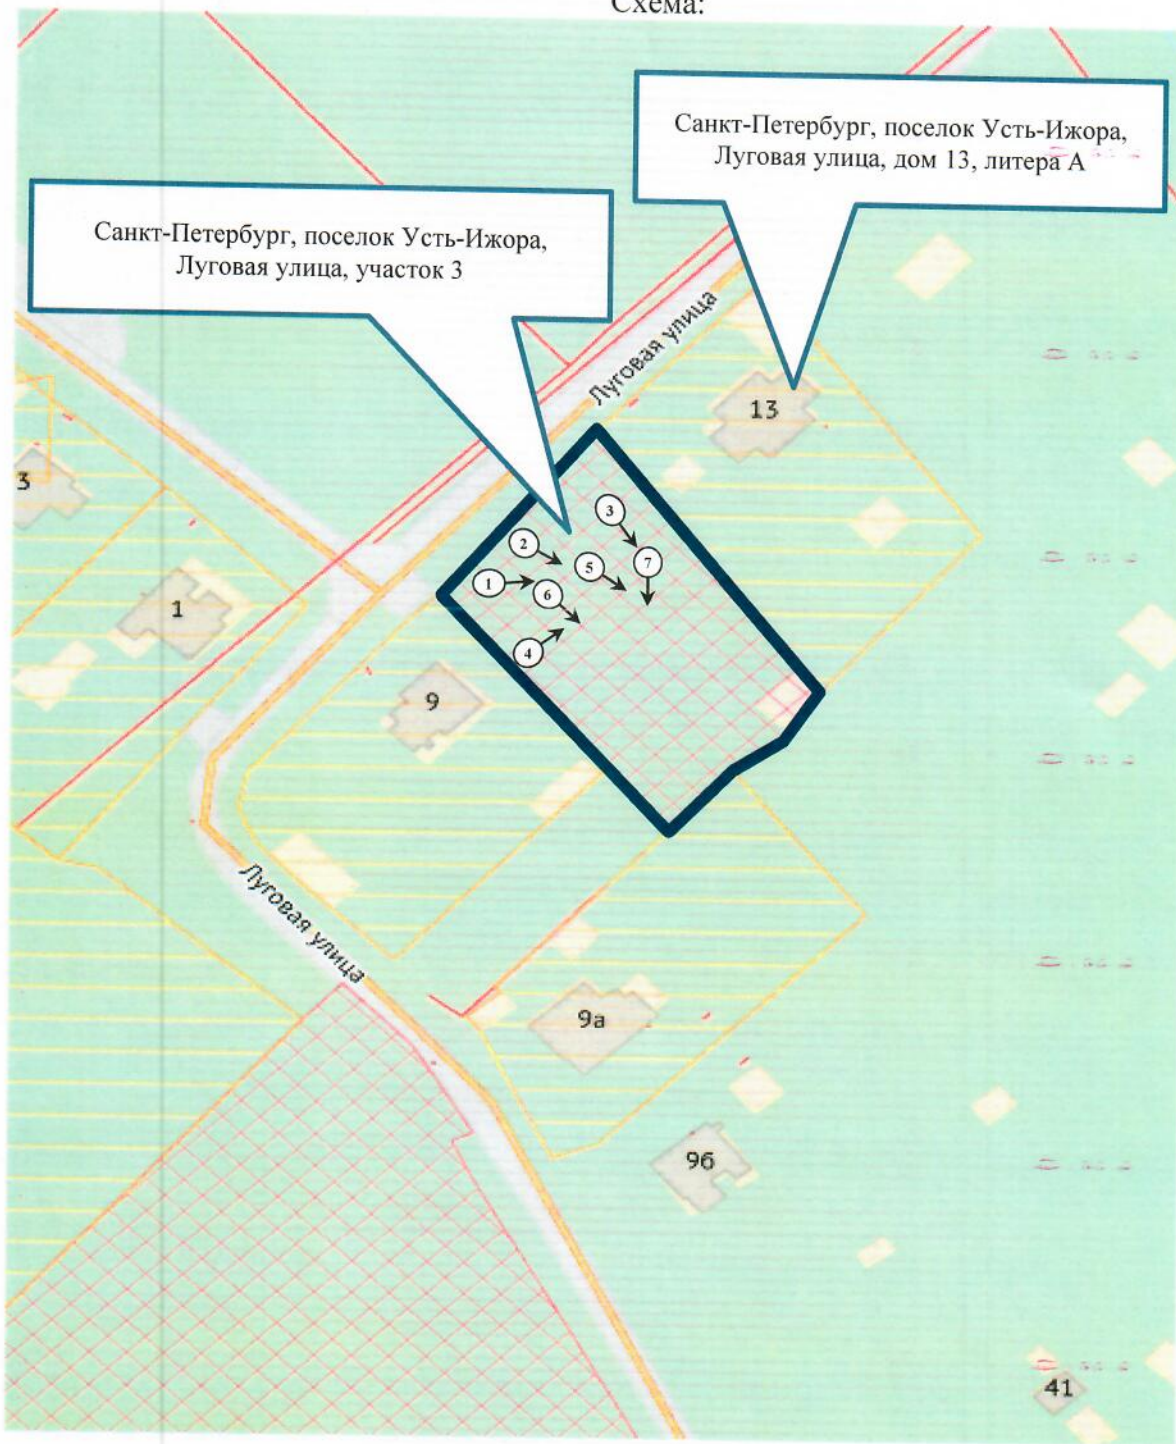 Схема:
Санкт-Петербург, поселок Усть-Ижора,
Луговая улица, дом 13, литера А
Санкт-Петербург, поселок Усть-Ижора,
Луговая улица, участок 3
Луговая улица
13
3
3
2
5
7
1
6
1
4
9
Луговая улица
9а
9б
41